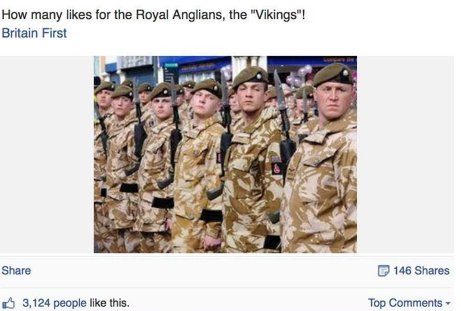 How many likes for the Royal Anglians, the "Vikings"!
Britain First
Share
146 Shares
3,124 people like this.
Top Comments